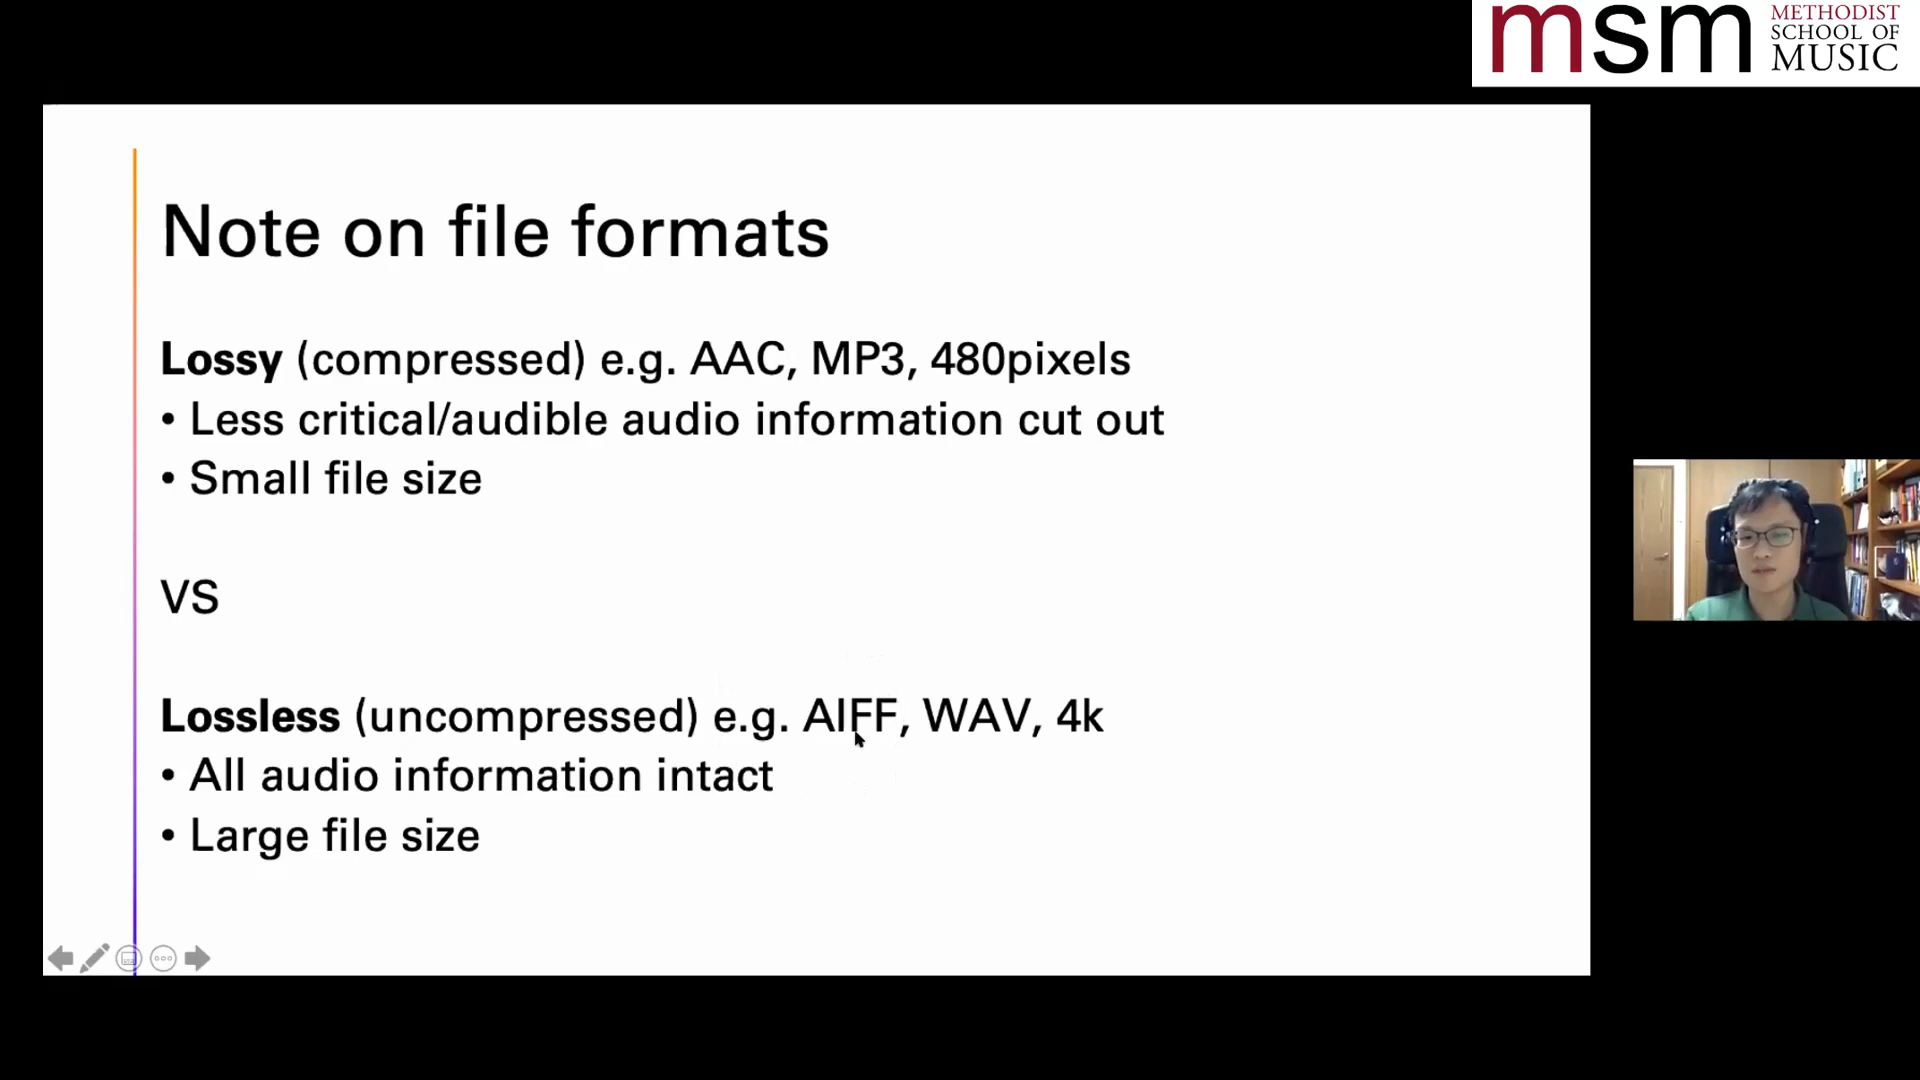 msm METHODIST
SCHOOL OF
MUSIC
Note on file formats
Lossy (compressed) e.g. AAC, MP3, 480pixels
• Less critical/audible audio information cut out
• Small file size
VS
Lossless (uncompressed) e.g. AIFF, WAV, 4k
• All audio information intact
• Large file size